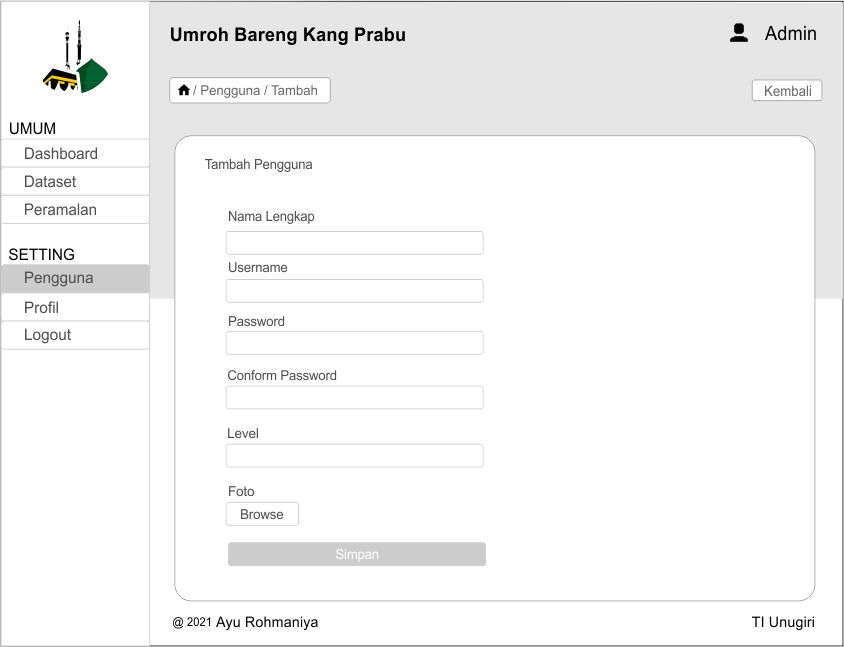 Umroh Bareng Kang Prabu
Admin
/ Pengguna / Tambah
Kembali
UMUM
Dashboard
Dataset
Peramalan
SETTING
Pengguna
Profil
Logout
Tambah Pengguna
Nama Lengkap
Username
Password
Conform Password
Level
Foto
Browse
Simpan
@ 2021 Ayu Rohmaniya
TI Unugiri